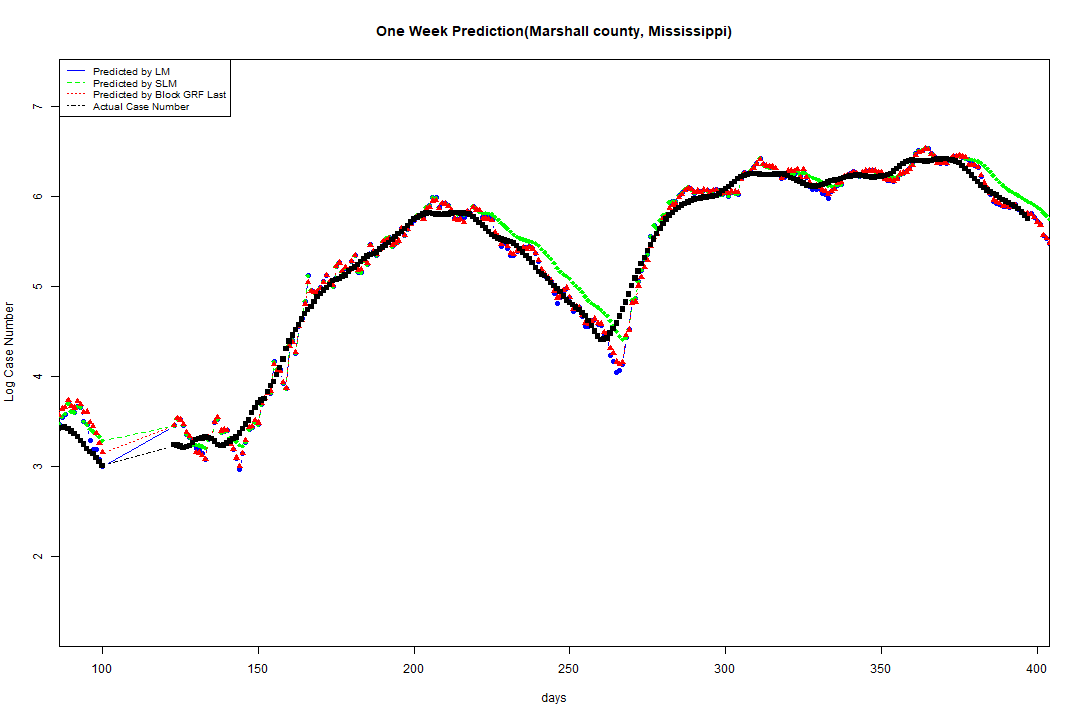 One Week Prediction(Marshall county, Mississippi)
Predicted by LM
Predicted by SLM
Predicted by Block GRF Last
Actual Case Number
7
6
5
4
3
2
Log Case Number
100 150 200 250 300 350 400
days